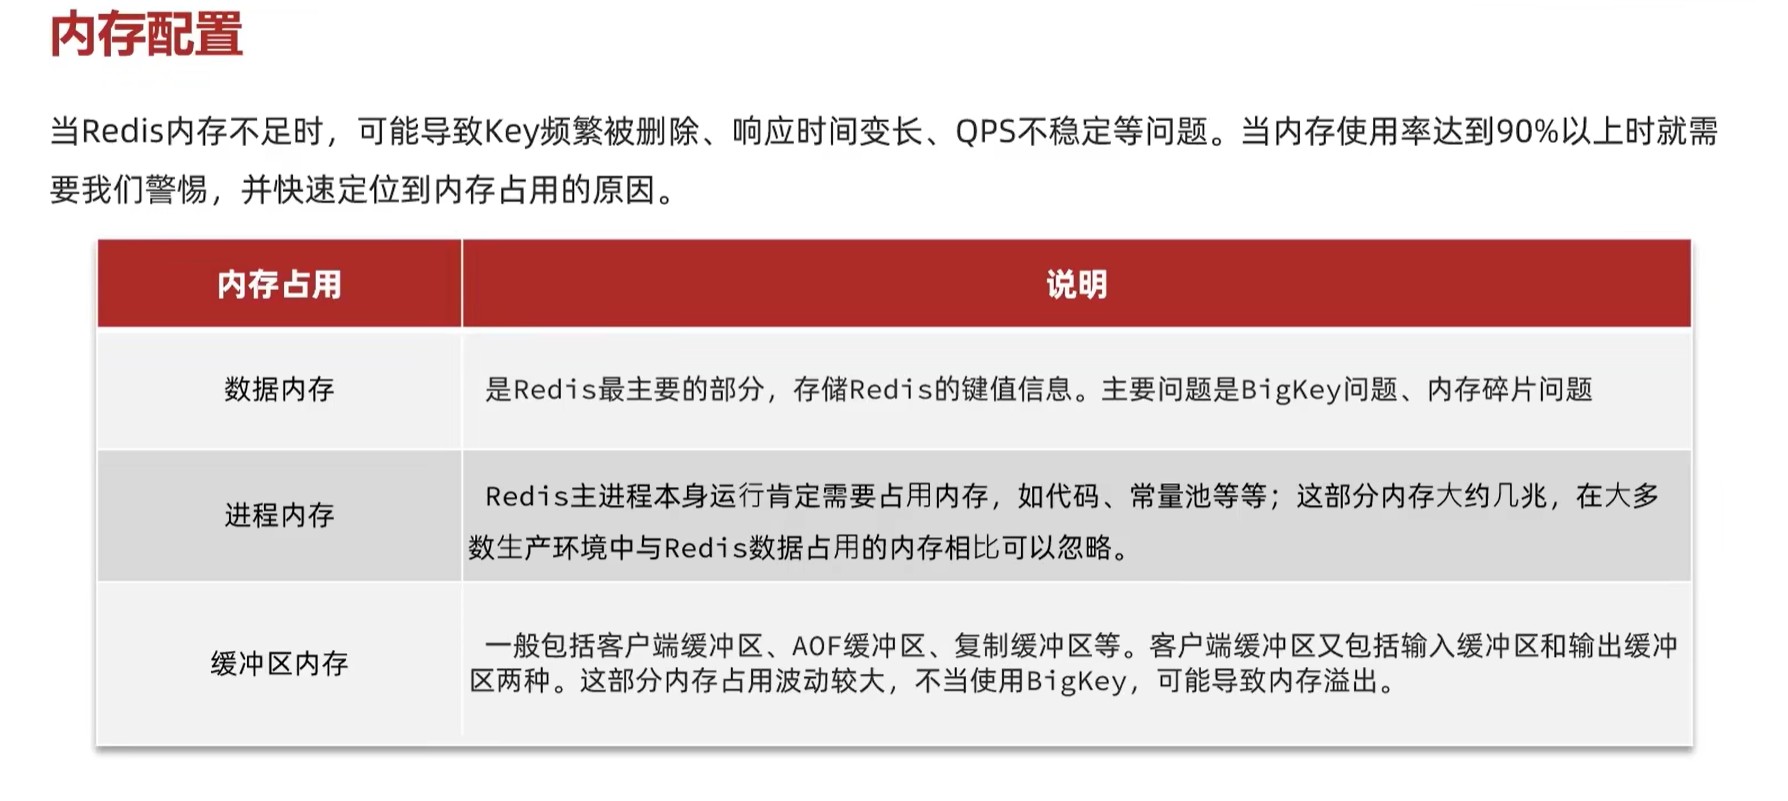 内存配置
当Redis内存不足时，可能导致Key频繁被删除、响应时间变长、QPS不稳定等问题。当内存使用率达到90%以上时就需
要我们警惕，并快速定位到内存占用的原因。
内存占用 说明
数据内存 是Redis最主要的部分，存储Redis的键值信息。主要问题是BigKey问题、内存碎片问题
进程内存 Redis主进程本身运行肯定需要占用内存，如代码、常量池等等；这部分内存大约几兆，在大多
数生产环境中与Redis数据占用的内存相比可以忽略。
缓冲区内存 一般包括客户端缓冲区、AOF缓冲区、复制缓冲区等。客户端缓冲区又包括输入缓冲区和输出缓冲
区两种。这部分内存占用波动较大，不当使用BigKey，可能导致内存溢出。